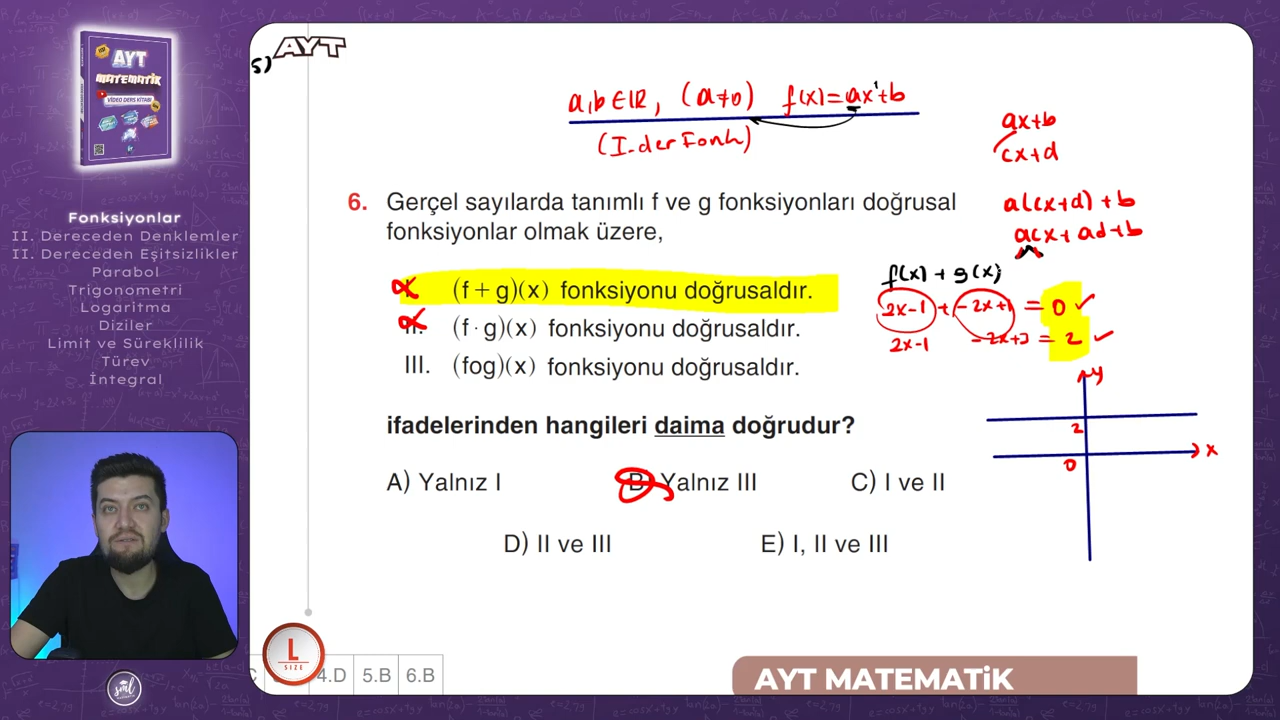 AYT
MATEMATİK
VİDEO DERS KİTABI
Fonksiyonlar
II. Dereceden Denklemler
II. Dereceden Eşitsizlikler
Parabol
Trigonometri
Logaritma
Diziler
Limit ve Süreklilik
Türev
İntegral
sml
5)
AYT
a,b ∈ IR, (a≠0) f(x)=ax¹+b
(I.der Fonk)
ax+b
cx+d
a(cx+d)+b
acx+ad+b
6. Gerçel sayılarda tanımlı f ve g fonksiyonları doğrusal
fonksiyonlar olmak üzere,
(f + g)(x) fonksiyonu doğrusaldır.
II. (f · g)(x) fonksiyonu doğrusaldır.
III. (fog)(x) fonksiyonu doğrusaldır.
f(x) + g(x)
2x-1 + -2x+1 = 0 ✓
2x-1 -2x+3 = 2 ✓
y
2
0
x
ifadelerinden hangileri daima doğrudur?
A) Yalnız I B) Yalnız III C) I ve II
D) II ve III E) I, II ve III
L
SIZE
4.D 5.B 6.B
AYT MATEMATİK